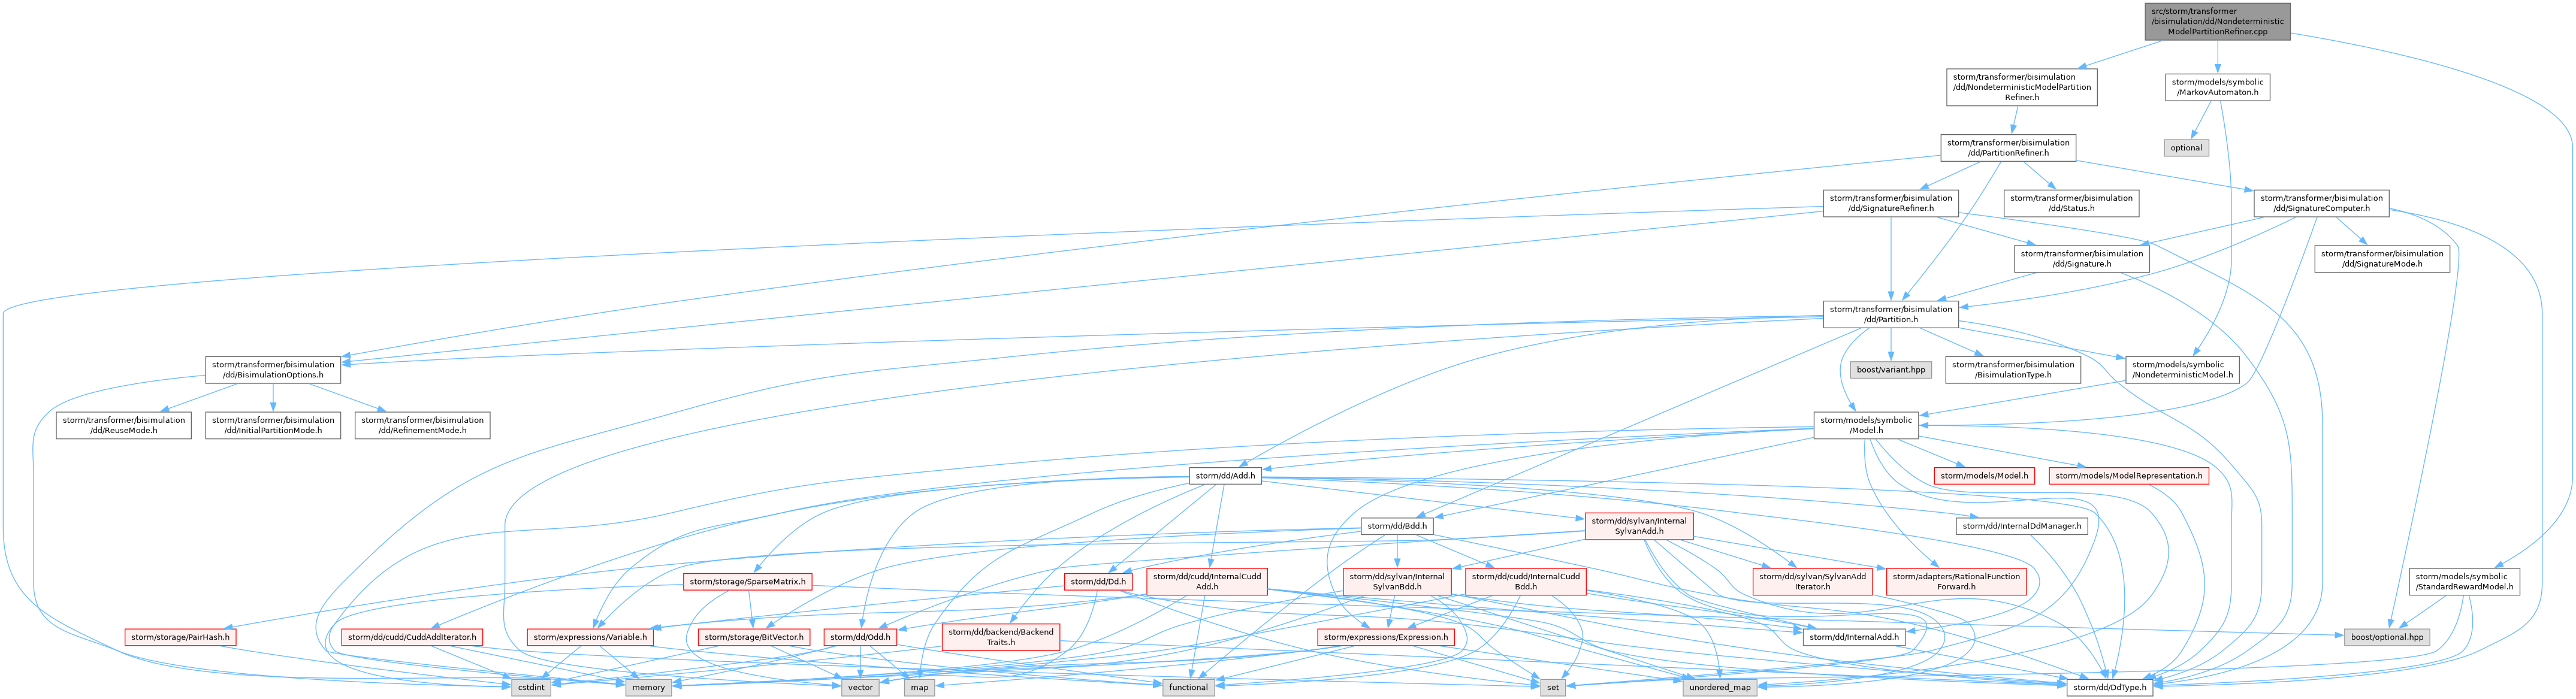 src/storm/transformer
/bisimulation/dd/Nondeterministic
ModelPartitionRefiner.cpp
storm/transformer/bisimulation
/dd/NondeterministicModelPartition
Refiner.h
storm/models/symbolic
/MarkovAutomaton.h
storm/transformer/bisimulation
/dd/PartitionRefiner.h
optional
storm/transformer/bisimulation
/dd/SignatureRefiner.h
storm/transformer/bisimulation
/dd/Status.h
storm/transformer/bisimulation
/dd/SignatureComputer.h
storm/transformer/bisimulation
/dd/Signature.h
storm/transformer/bisimulation
/dd/SignatureMode.h
storm/transformer/bisimulation
/dd/Partition.h
storm/transformer/bisimulation
/dd/BisimulationOptions.h
boost/variant.hpp
storm/transformer/bisimulation
/BisimulationType.h
storm/models/symbolic
/NondeterministicModel.h
storm/transformer/bisimulation
/dd/ReuseMode.h
storm/transformer/bisimulation
/dd/InitialPartitionMode.h
storm/transformer/bisimulation
/dd/RefinementMode.h
storm/models/symbolic
/Model.h
storm/dd/Add.h
storm/models/Model.h
storm/models/ModelRepresentation.h
storm/dd/Bdd.h
storm/dd/sylvan/Internal
SylvanAdd.h
storm/dd/InternalDdManager.h
storm/storage/SparseMatrix.h
storm/dd/Dd.h
storm/dd/cudd/InternalCudd
Add.h
storm/dd/sylvan/Internal
SylvanBdd.h
storm/dd/cudd/InternalCudd
Bdd.h
storm/dd/sylvan/SylvanAdd
Iterator.h
storm/adapters/RationalFunction
Forward.h
storm/models/symbolic
/StandardRewardModel.h
storm/storage/PairHash.h
storm/dd/cudd/CuddAddIterator.h
storm/expressions/Variable.h
storm/storage/BitVector.h
storm/dd/Odd.h
storm/dd/backend/Backend
Traits.h
storm/expressions/Expression.h
storm/dd/InternalAdd.h
boost/optional.hpp
cstdint
memory
vector
map
functional
set
unordered_map
storm/dd/DdType.h